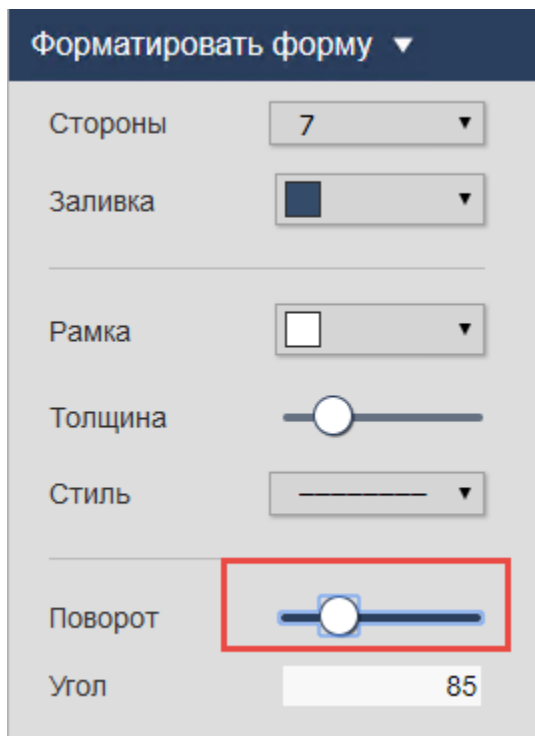 Форматировать форму ▼
Стороны 7
Заливка
Рамка
Толщина
Стиль
Поворот
Угол 85